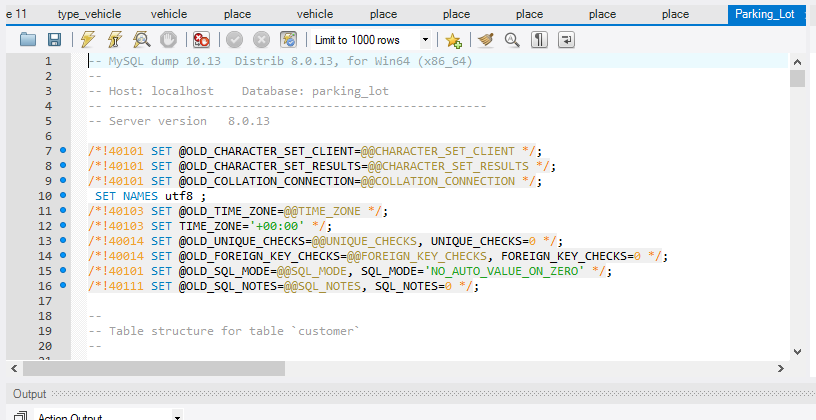 e 11 type_vehicle vehicle place vehicle place place place place place Parking_Lot
Limit to 1000 rows
1 -- MySQL dump 10.13  Distrib 8.0.13, for Win64 (x86_64)
2 --
3 -- Host: localhost    Database: parking_lot
4 -- ------------------------------------------------------
5 -- Server version	8.0.13
6
7 /*!40101 SET @OLD_CHARACTER_SET_CLIENT=@@CHARACTER_SET_CLIENT */;
8 /*!40101 SET @OLD_CHARACTER_SET_RESULTS=@@CHARACTER_SET_RESULTS */;
9 /*!40101 SET @OLD_COLLATION_CONNECTION=@@COLLATION_CONNECTION */;
10  SET NAMES utf8 ;
11 /*!40103 SET @OLD_TIME_ZONE=@@TIME_ZONE */;
12 /*!40103 SET TIME_ZONE='+00:00' */;
13 /*!40014 SET @OLD_UNIQUE_CHECKS=@@UNIQUE_CHECKS, UNIQUE_CHECKS=0 */;
14 /*!40014 SET @OLD_FOREIGN_KEY_CHECKS=@@FOREIGN_KEY_CHECKS, FOREIGN_KEY_CHECKS=0 */;
15 /*!40101 SET @OLD_SQL_MODE=@@SQL_MODE, SQL_MODE='NO_AUTO_VALUE_ON_ZERO' */;
16 /*!40111 SET @OLD_SQL_NOTES=@@SQL_NOTES, SQL_NOTES=0 */;
17
18 --
19 -- Table structure for table `customer`
20 --
21
Output
Action Output